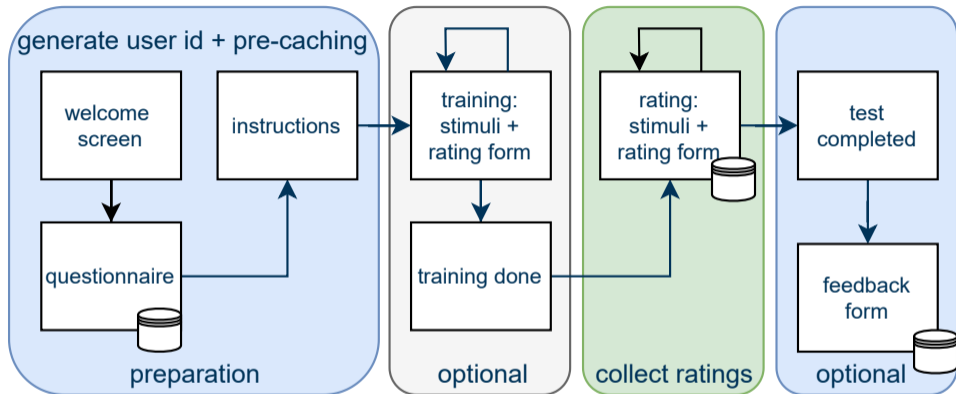 generate user id + pre-caching
welcome
screen
questionnaire
instructions
preparation
training:
stimuli +
rating form
training done
optional
rating:
stimuli +
rating form
collect ratings
test
completed
feedback
form
optional